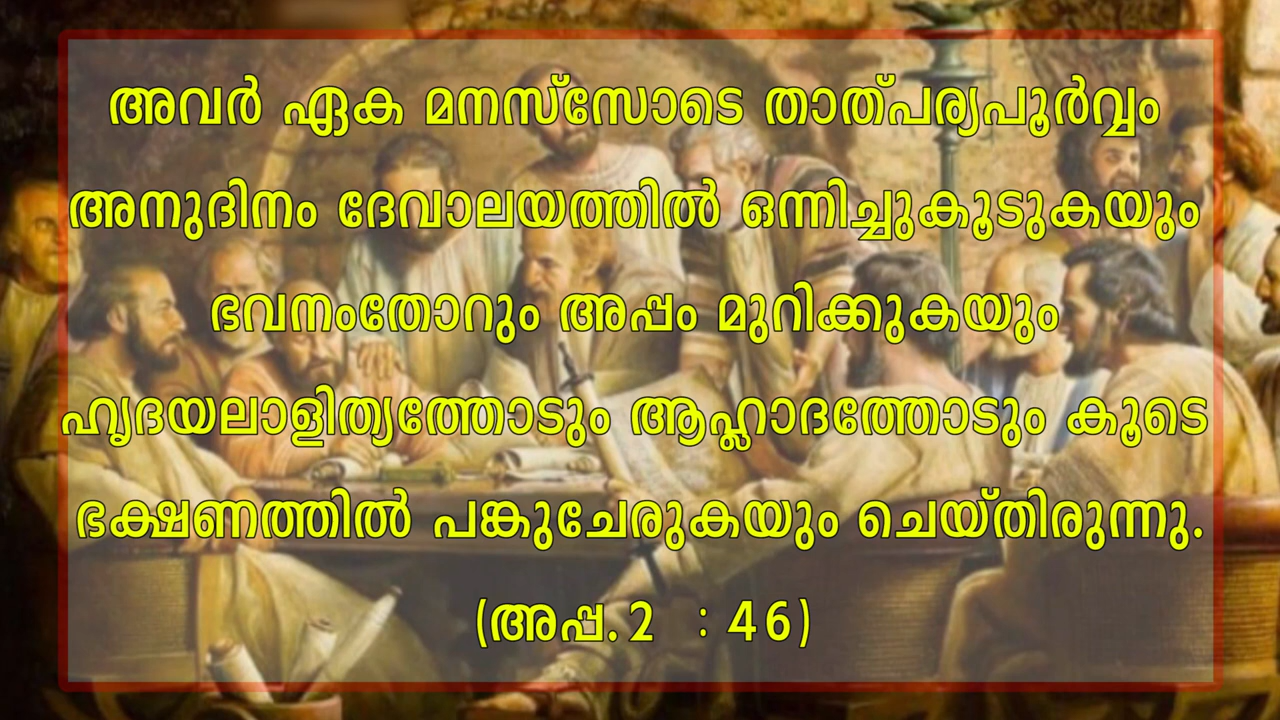 അവർ ഏക മനസ്സോടെ താത്പര്യപൂർവ്വം
അനുദിനം ദേവാലയത്തിൽ ഒന്നിച്ചുകൂടുകയും
ഭവനംതോറും അപ്പം മുറിക്കുകയും
ഹൃദയലാളിത്യത്തോടും ആഹ്ലാദത്തോടും കൂടെ
ഭക്ഷണത്തിൽ പങ്കുചേരുകയും ചെയ്തിരുന്നു.
(അപ്പ. 2 : 46)